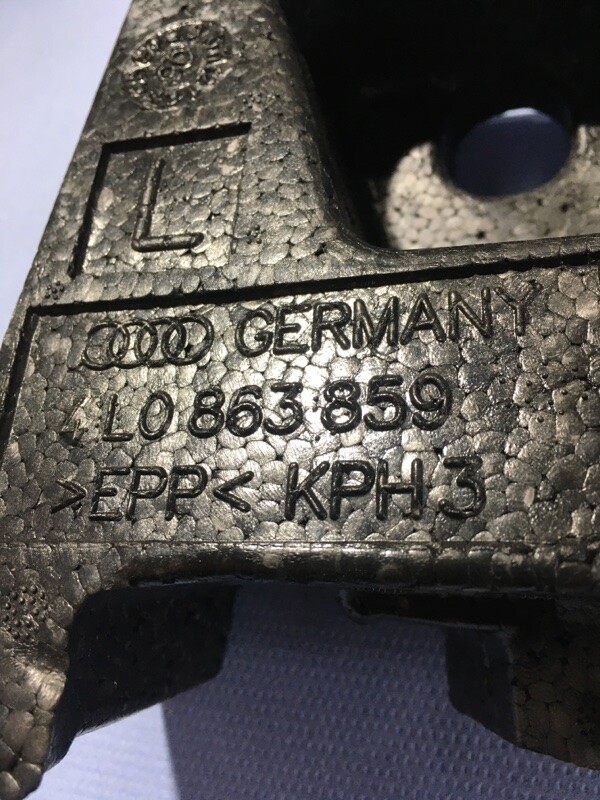 L
GERMANY
4L0 863 859
>EPP< KPH 3